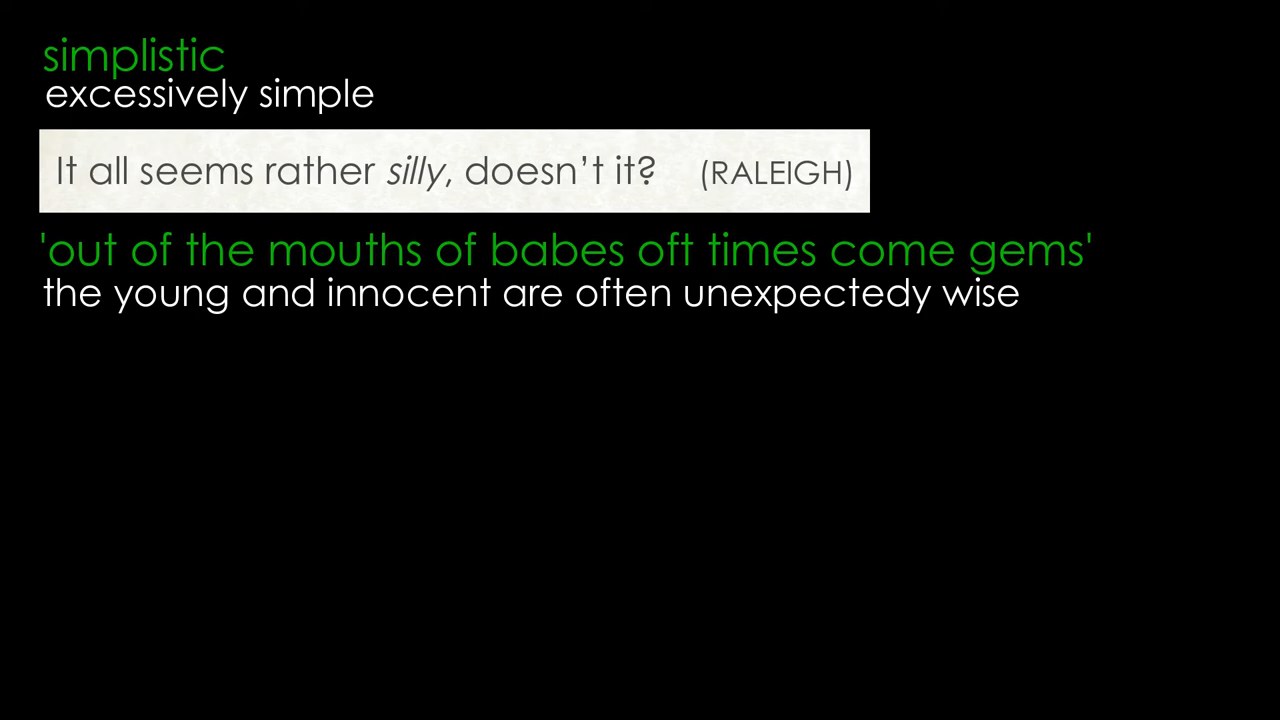 simplistic
excessively simple
It all seems rather silly, doesn’t it? (RALEIGH)
'out of the mouths of babes oft times come gems'
the young and innocent are often unexpectedy wise